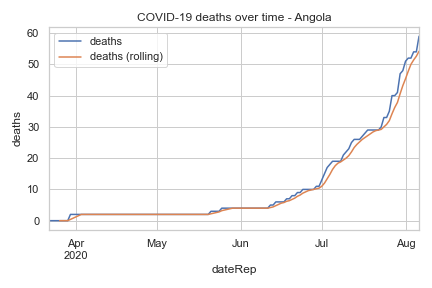 COVID-19 deaths over time - Angola
deaths
deaths (rolling)
60
50
40
30
20
10
0
deaths
Apr
2020
May
Jun
Jul
Aug
dateRep